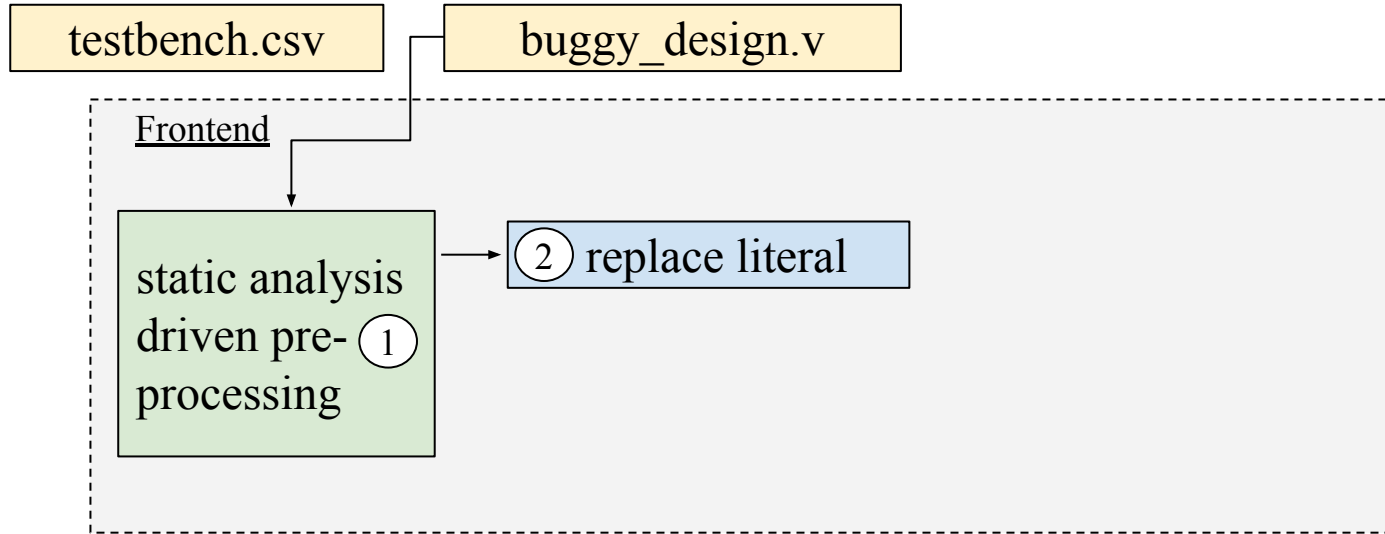 testbench.csv
buggy_design.v
Frontend
static analysis
driven pre- 1
processing
2 replace literal